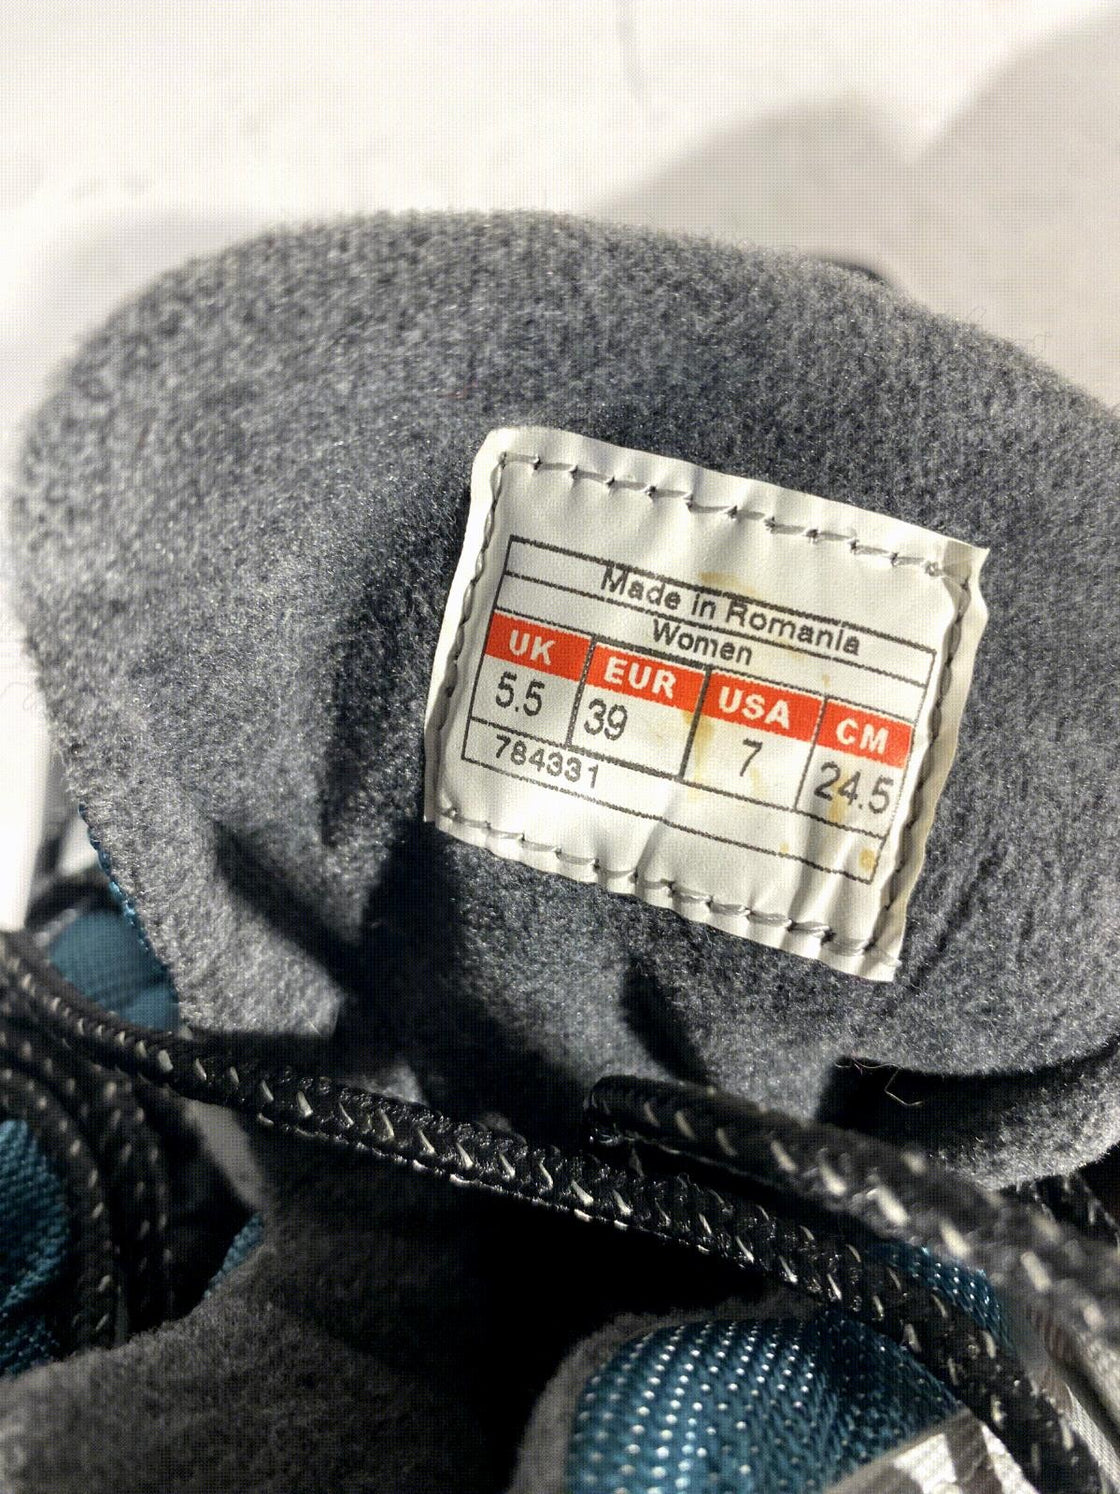 Made in Romania
Women
UK EUR USA CM
5.5 39 7 24.5
784331